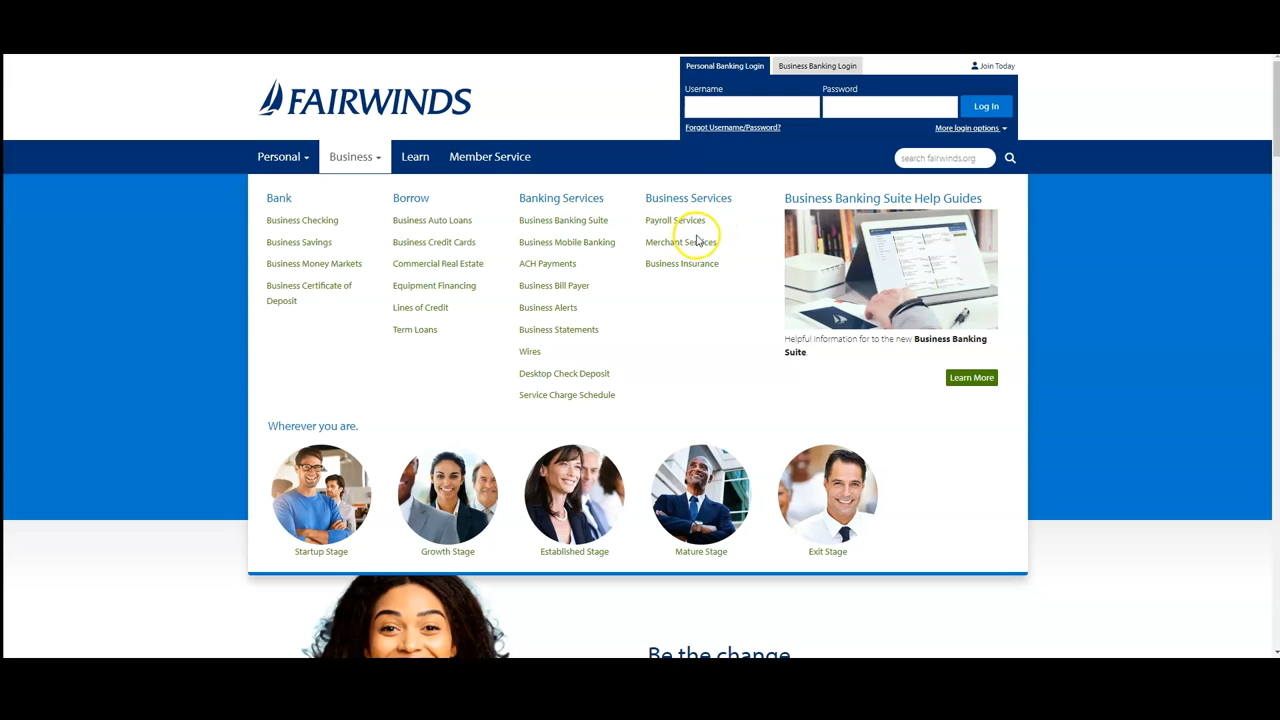 Personal Banking Login
Business Banking Login
Join Today
FAIRWINDS
Username
Password
Log In
Forgot Username/Password?
More login options
Personal
Business
Learn
Member Service
search fairwinds.org
Bank
Business Checking
Business Savings
Business Money Markets
Business Certificate of
Deposit
Borrow
Business Auto Loans
Business Credit Cards
Commercial Real Estate
Equipment Financing
Lines of Credit
Term Loans
Banking Services
Business Banking Suite
Business Mobile Banking
ACH Payments
Business Bill Payer
Business Alerts
Business Statements
Wires
Desktop Check Deposit
Service Charge Schedule
Business Services
Payroll Services
Merchant Services
Business Insurance
Business Banking Suite Help Guides
Helpful information for to the new Business Banking
Suite.
Learn More
Wherever you are.
Startup Stage
Growth Stage
Established Stage
Mature Stage
Exit Stage
Be the change